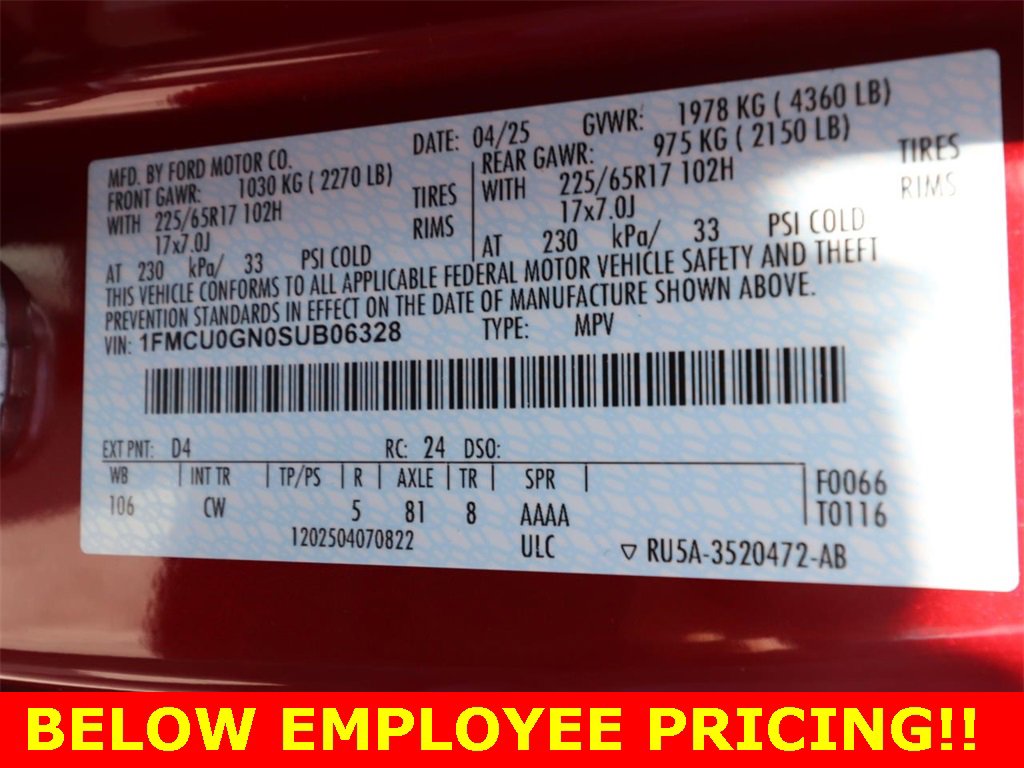 MFD. BY FORD MOTOR CO. DATE: 04/25 GVWR: 1978 KG ( 4360 LB)
FRONT GAWR: 1030 KG ( 2270 LB) REAR GAWR: 975 KG ( 2150 LB)
WITH 225/65R17 102H TIRES WITH 225/65R17 102H TIRES
17x7.0J RIMS 17x7.0J RIMS
AT 230 kPa/ 33 PSI COLD AT 230 kPa/ 33 PSI COLD
THIS VEHICLE CONFORMS TO ALL APPLICABLE FEDERAL MOTOR VEHICLE SAFETY AND THEFT
PREVENTION STANDARDS IN EFFECT ON THE DATE OF MANUFACTURE SHOWN ABOVE.
VIN: 1FMCU0GN0SUB06328 TYPE: MPV
EXT PNT: D4 RC: 24 DSO:
WB INT TR TP/PS R AXLE TR SPR F0066
106 CW 5 81 8 AAAA T0116
1202504070822 ULC ▽ RU5A-3520472-AB
BELOW EMPLOYEE PRICING!!